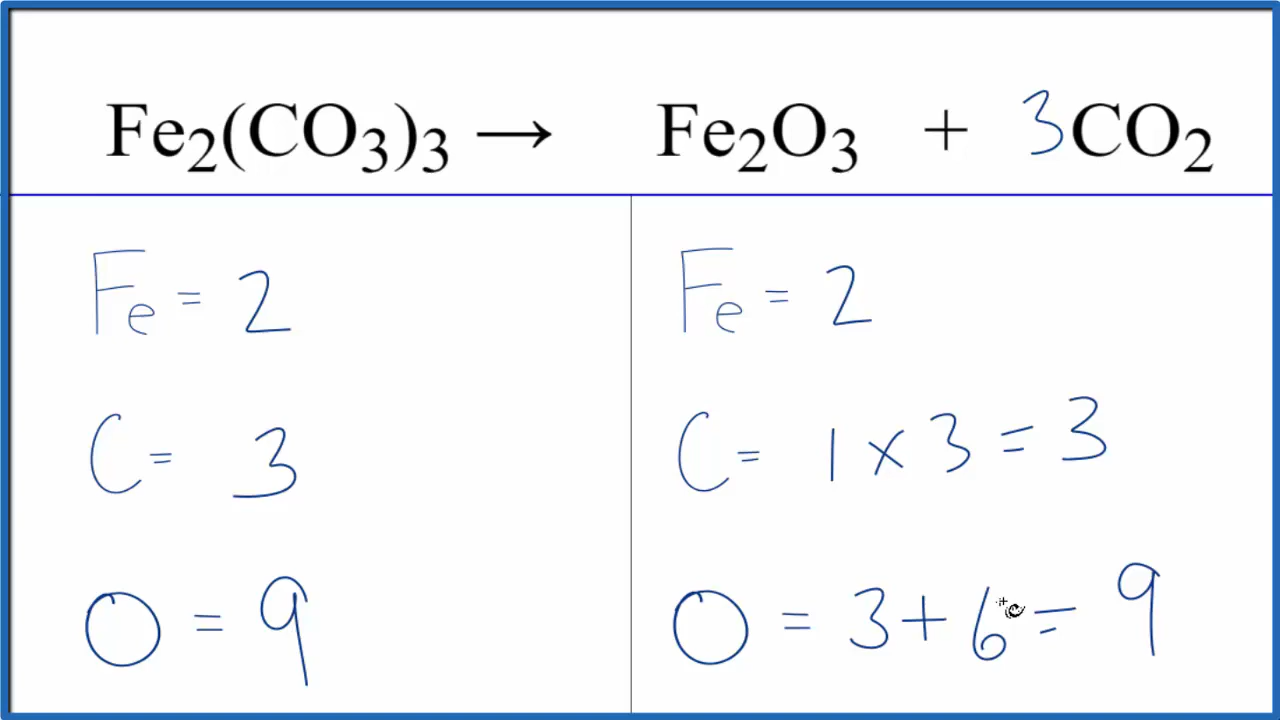 Fe₂(CO₃)₃ → Fe₂O₃ + 3CO₂
Fe = 2
Fe = 2
C = 3
C = 1 x 3 = 3
O = 9
O = 3 + 6 = 9